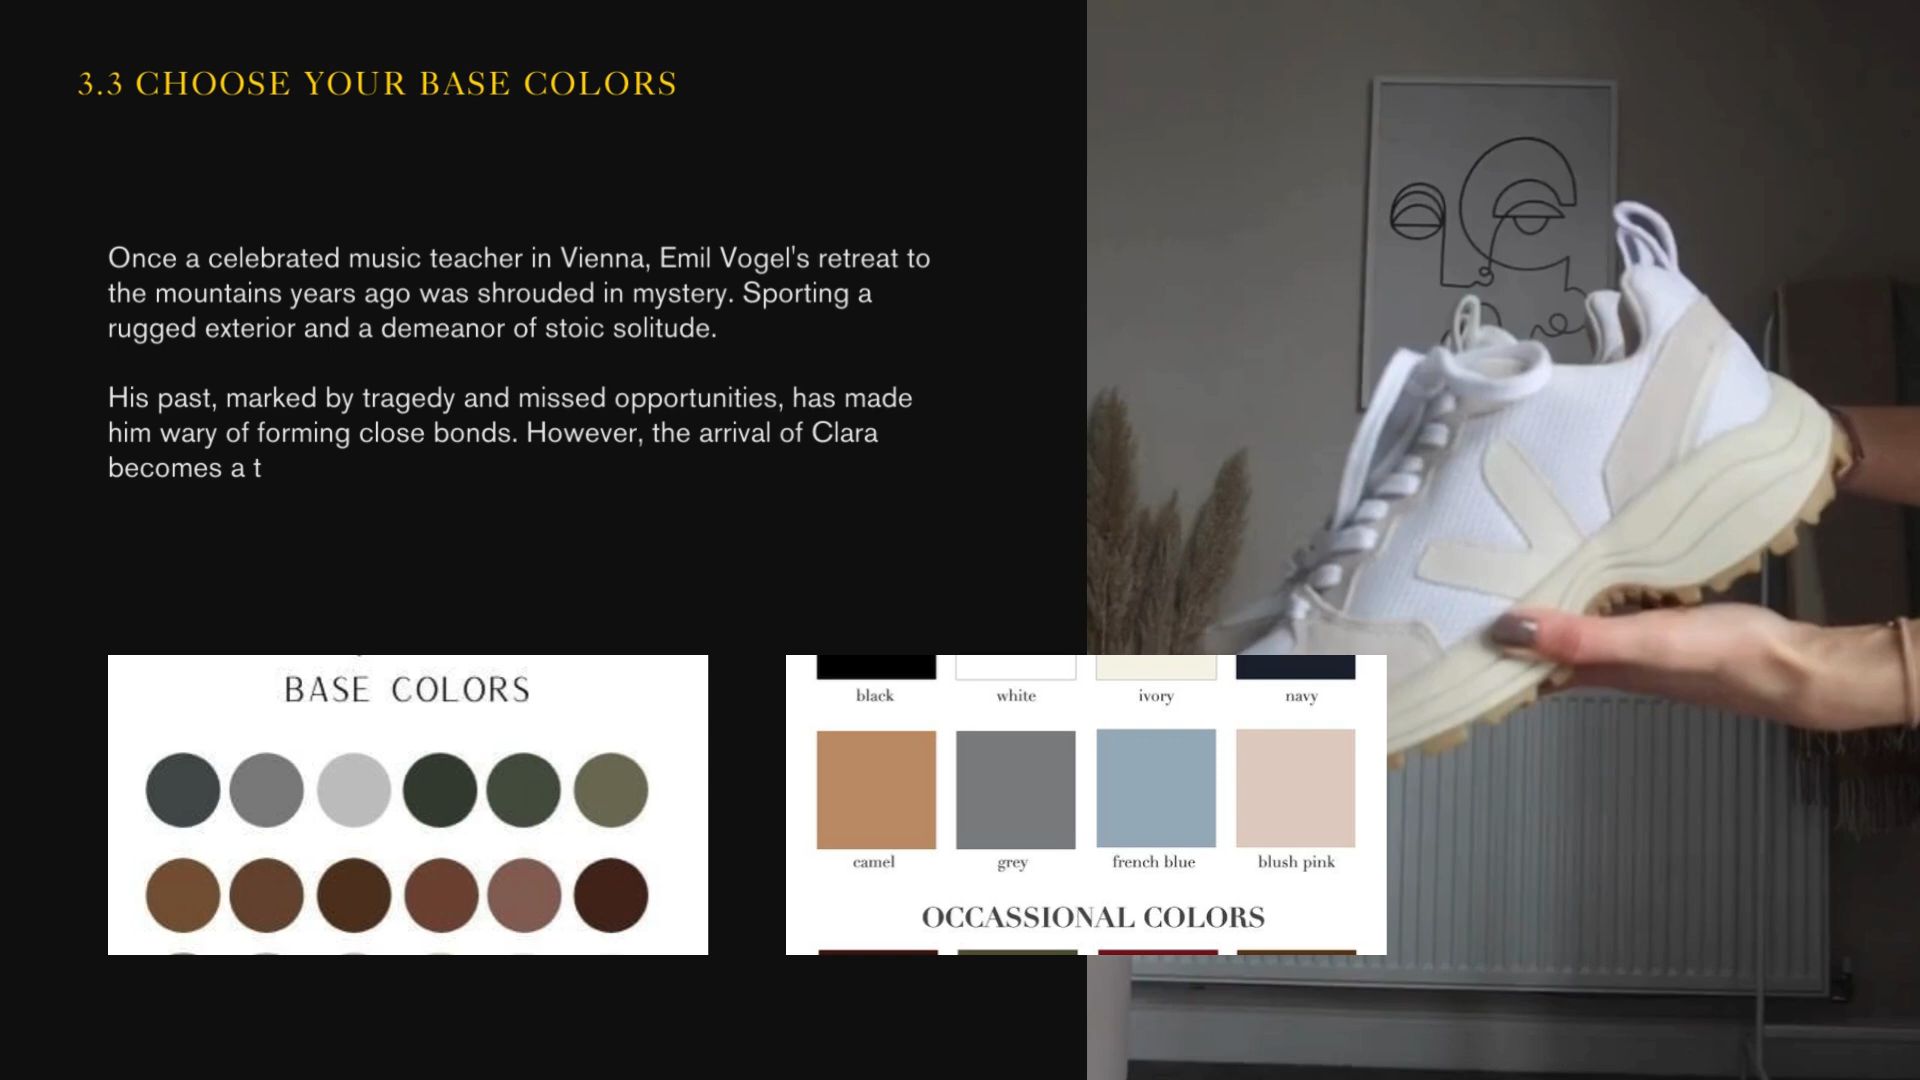 3.3 CHOOSE YOUR BASE COLORS
Once a celebrated music teacher in Vienna, Emil Vogel's retreat to
the mountains years ago was shrouded in mystery. Sporting a
rugged exterior and a demeanor of stoic solitude.
His past, marked by tragedy and missed opportunities, has made
him wary of forming close bonds. However, the arrival of Clara
becomes a t
BASE COLORS
black white ivory navy
camel grey french blue blush pink
OCCASSIONAL COLORS